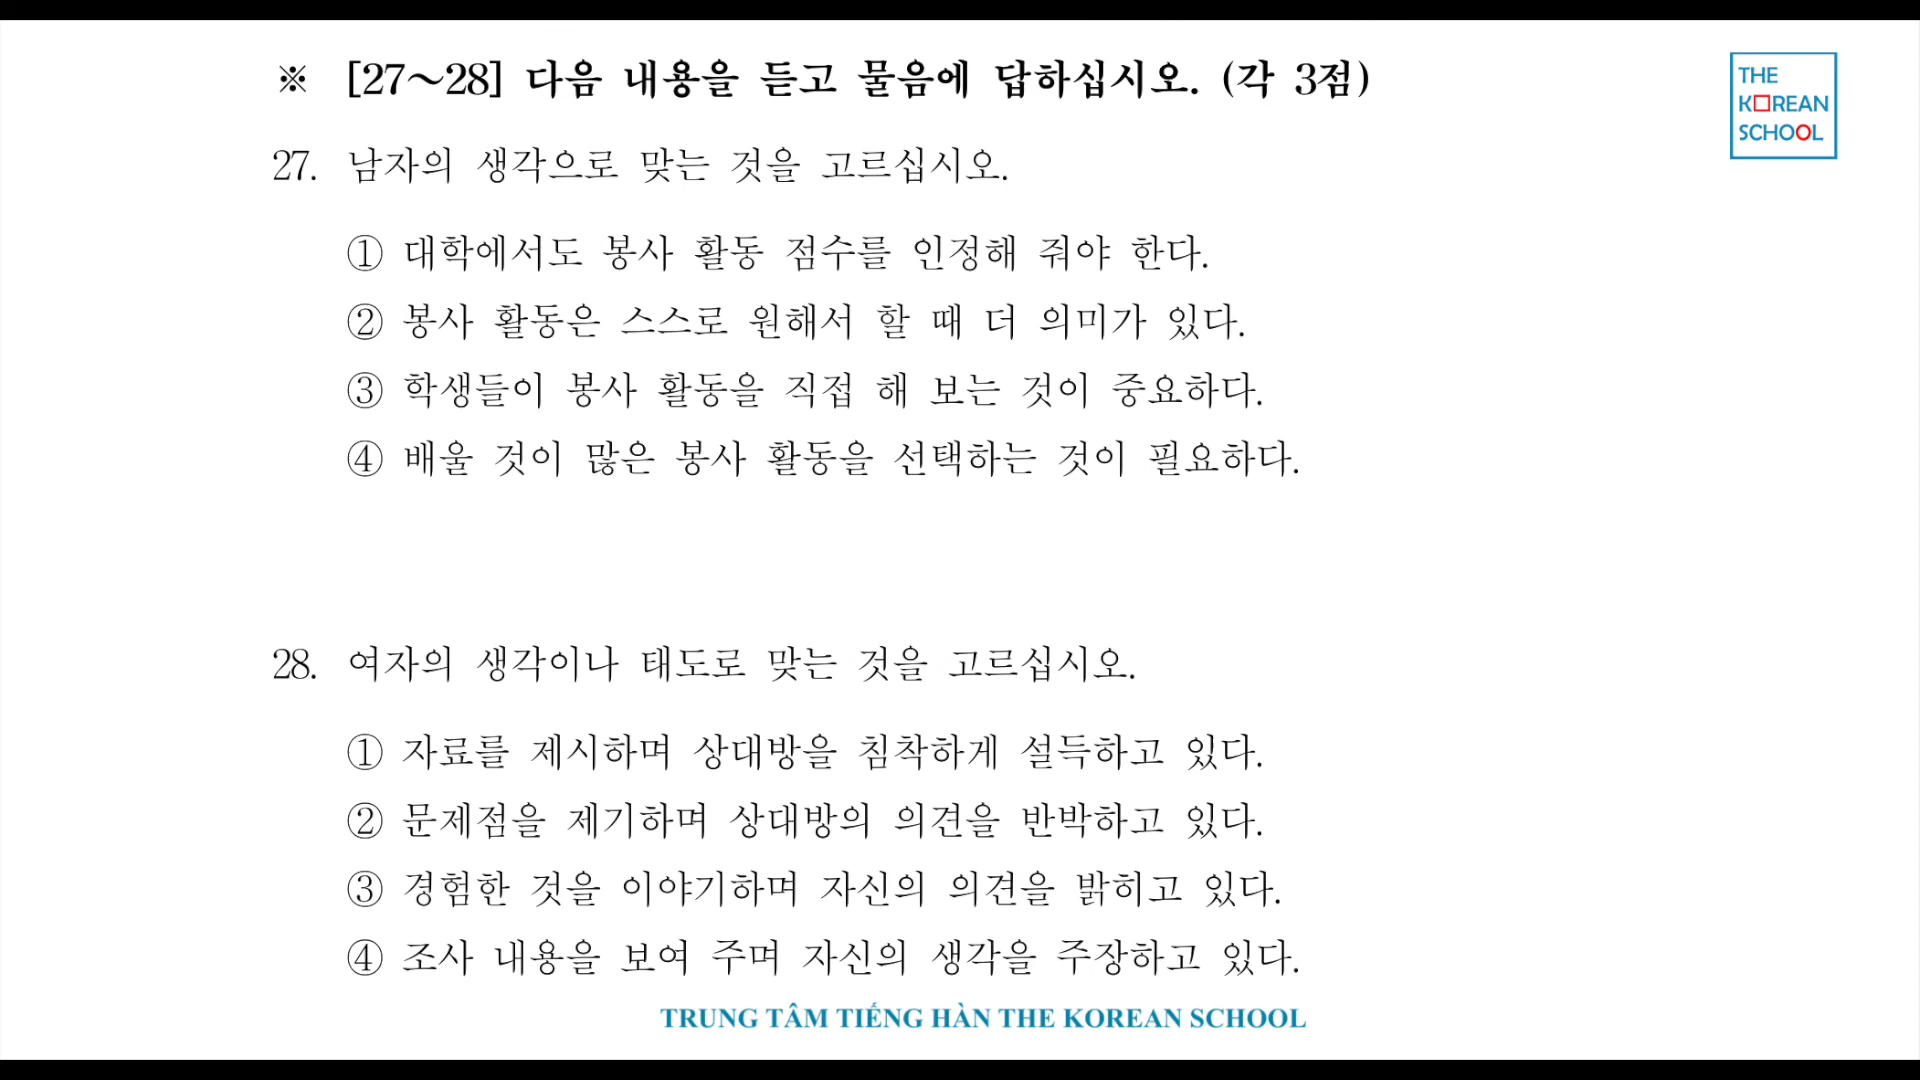 ※ [27～28] 다음 내용을 듣고 물음에 답하십시오. (각 3점)
THE
KOREAN
SCHOOL
27. 남자의 생각으로 맞는 것을 고르십시오.
① 대학에서도 봉사 활동 점수를 인정해 줘야 한다.
② 봉사 활동은 스스로 원해서 할 때 더 의미가 있다.
③ 학생들이 봉사 활동을 직접 해 보는 것이 중요하다.
④ 배울 것이 많은 봉사 활동을 선택하는 것이 필요하다.
28. 여자의 생각이나 태도로 맞는 것을 고르십시오.
① 자료를 제시하며 상대방을 침착하게 설득하고 있다.
② 문제점을 제기하며 상대방의 의견을 반박하고 있다.
③ 경험한 것을 이야기하며 자신의 의견을 밝히고 있다.
④ 조사 내용을 보여 주며 자신의 생각을 주장하고 있다.
TRUNG TÂM TIẾNG HÀN THE KOREAN SCHOOL